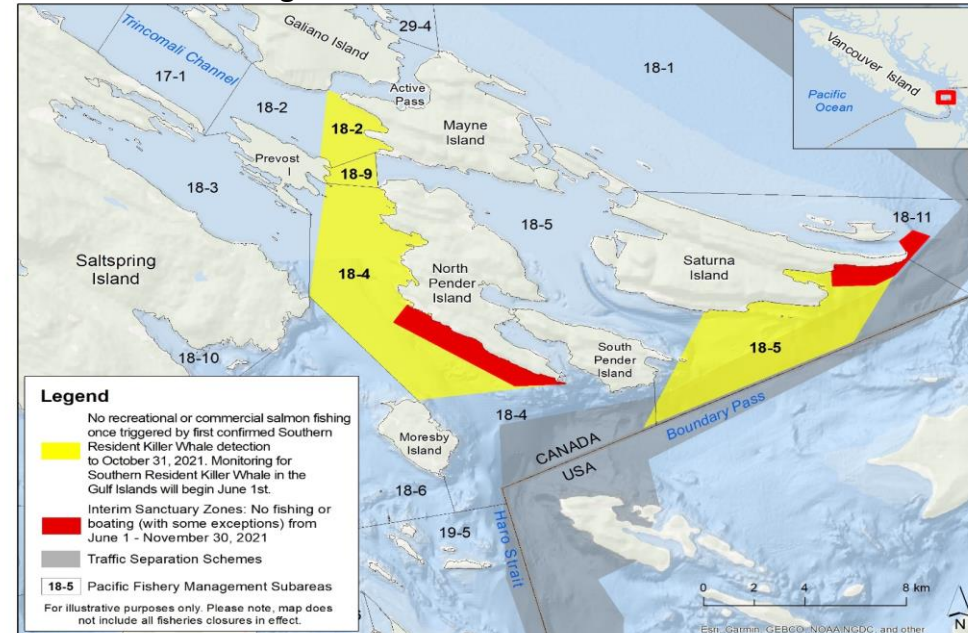 29-4
Galiano Island
Trincomali Channel
17-1
18-1
Vancouver Island
Pacific
Ocean
Active
Pass
18-2
18-2
Mayne
Island
Prevost
I
18-9
18-3
18-5
18-11
Saltspring
Island
18-4
North
Pender
Island
Saturna
Island
18-5
South
Pender
Island
18-10
18-4
Boundary Pass
Moresby
Island
CANADA
USA
18-6
19-5
Haro Strait
Legend
No recreational or commercial salmon fishing
once triggered by first confirmed Southern
Resident Killer Whale detection
to October 31, 2021. Monitoring for
Southern Resident Killer Whale in the
Gulf Islands will begin June 1st.
Interim Sanctuary Zones: No fishing or
boating (with some exceptions) from
June 1 - November 30, 2021
Traffic Separation Schemes
18-5 Pacific Fishery Management Subareas
For illustrative purposes only. Please note, map does
not include all fisheries closures in effect.
0 2 4 8 km
Esri, Garmin, GEBCO, NOAA NGDC, and other
N